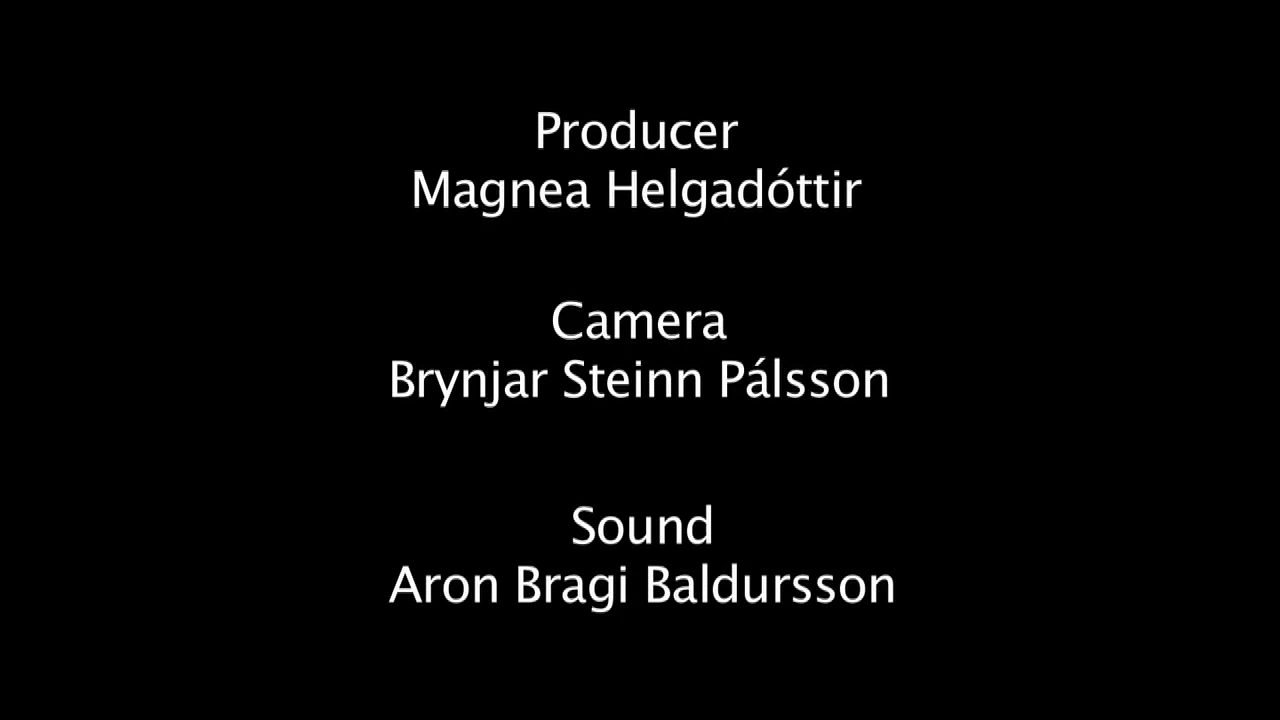 Producer
Magnea Helgadóttir
Camera
Brynjar Steinn Pálsson
Sound
Aron Bragi Baldursson